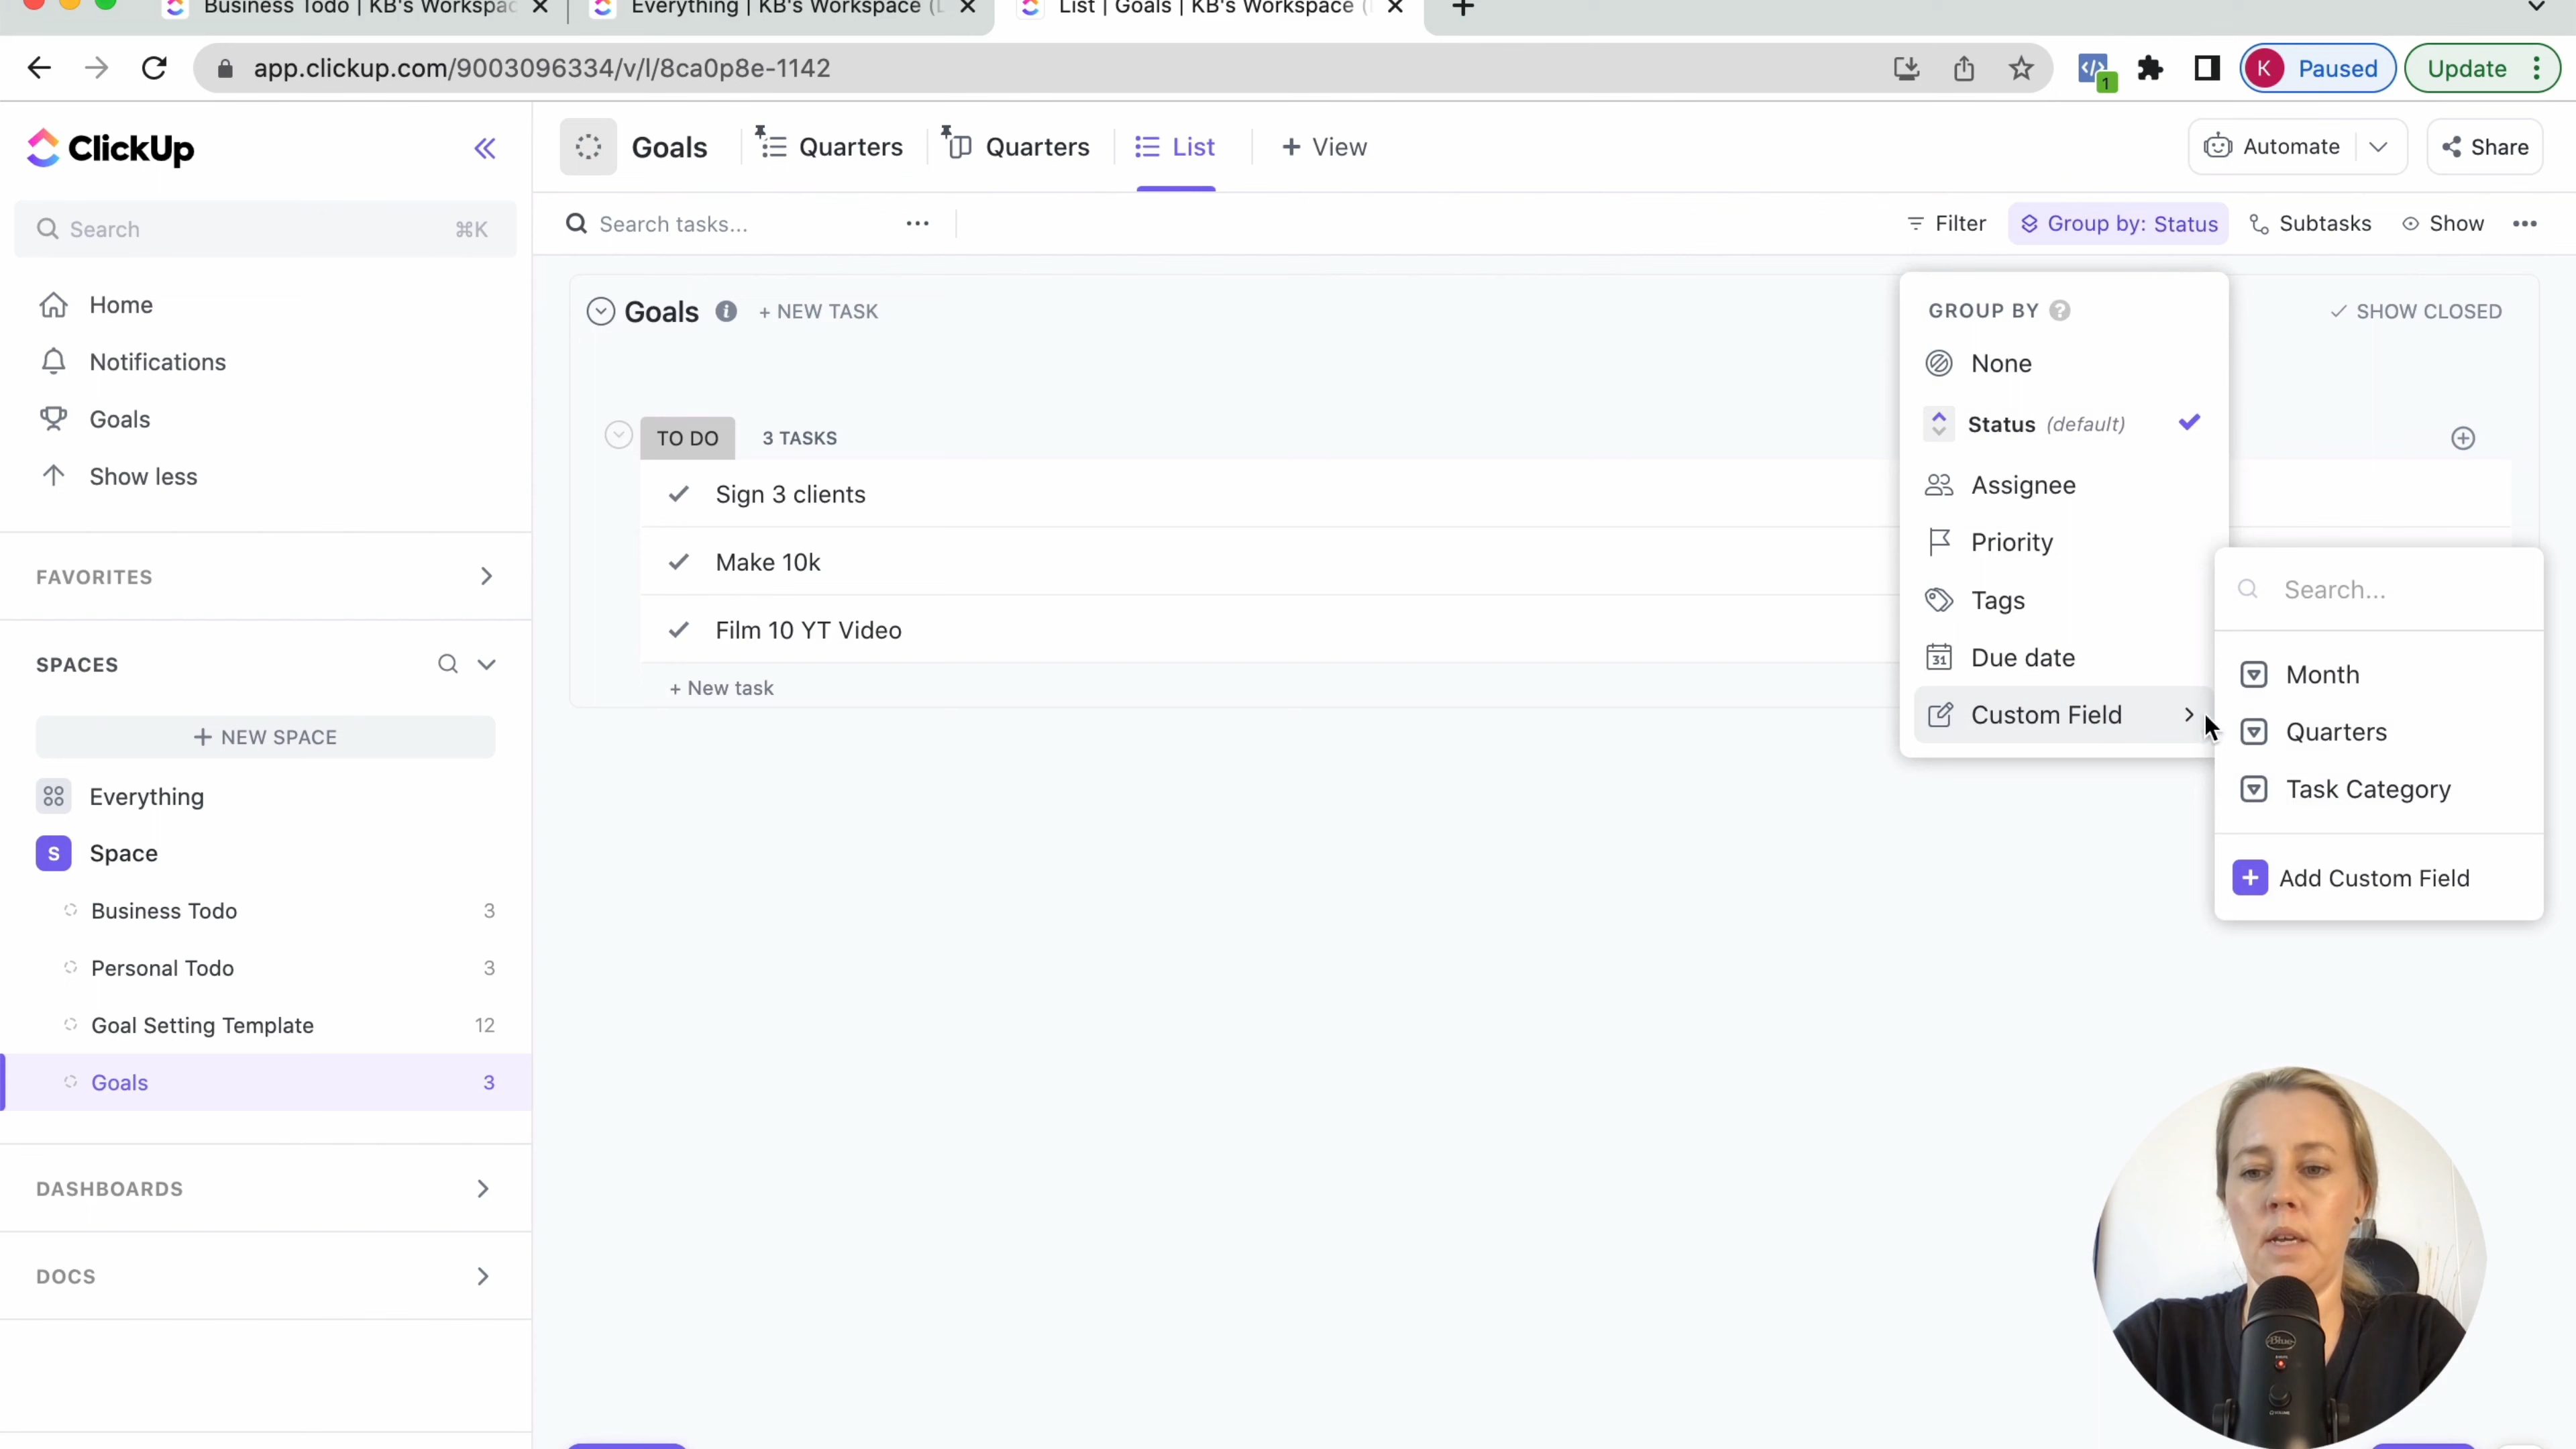 Business Todo | KB's Workspac
Everything | KB's Workspace (
List | Goals | KB's Workspace (
app.clickup.com/9003096334/v/l/8ca0p8e-1142
1
K Paused
Update
ClickUp
Search ⌘K
Home
Notifications
Goals
Show less
FAVORITES
SPACES
+ NEW SPACE
Everything
S Space
Business Todo 3
Personal Todo 3
Goal Setting Template 12
Goals 3
DASHBOARDS
DOCS
Goals
Quarters
Quarters
List
+ View
Automate
Share
Search tasks...
Filter
Group by: Status
Subtasks
Show
Goals
+ NEW TASK
SHOW CLOSED
TO DO
3 TASKS
Sign 3 clients
Make 10k
Film 10 YT Video
+ New task
GROUP BY ?
None
Status (default)
Assignee
Priority
Tags
31 Due date
Custom Field
Search...
Month
Quarters
Task Category
+ Add Custom Field
Blue